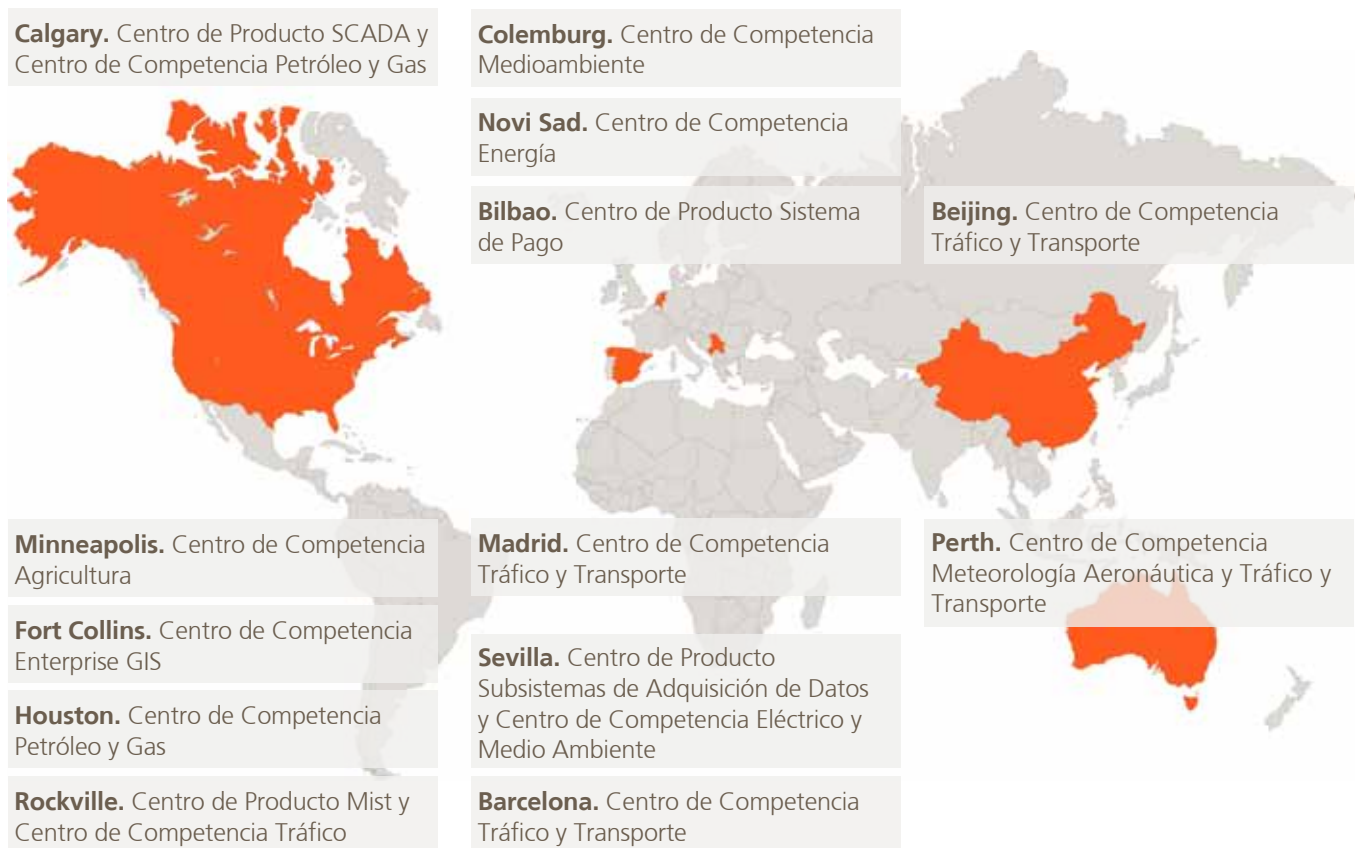 Calgary. Centro de Producto SCADA y
Centro de Competencia Petróleo y Gas
Colemburg. Centro de Competencia
Medioambiente
Novi Sad. Centro de Competencia
Energía
Bilbao. Centro de Producto Sistema
de Pago
Beijing. Centro de Competencia
Tráfico y Transporte
Minneapolis. Centro de Competencia
Agricultura
Fort Collins. Centro de Competencia
Enterprise GIS
Houston. Centro de Competencia
Petróleo y Gas
Rockville. Centro de Producto Mist y
Centro de Competencia Tráfico
Madrid. Centro de Competencia
Tráfico y Transporte
Sevilla. Centro de Producto
Subsistemas de Adquisición de Datos
y Centro de Competencia Eléctrico y
Medio Ambiente
Barcelona. Centro de Competencia
Tráfico y Transporte
Perth. Centro de Competencia
Meteorología Aeronáutica y Tráfico y
Transporte